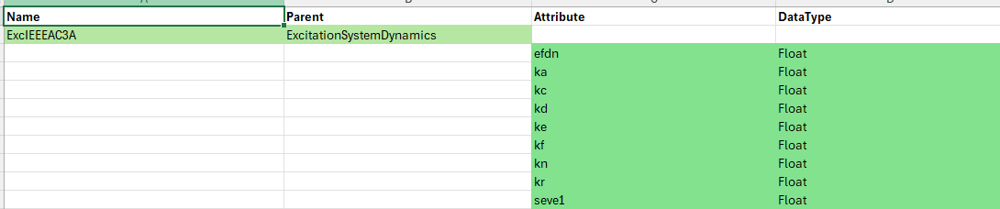 Name Parent Attribute DataType
ExcIEEEAC3A ExcitationSystemDynamics
efdn Float
ka Float
kc Float
kd Float
ke Float
kf Float
kn Float
kr Float
seve1 Float